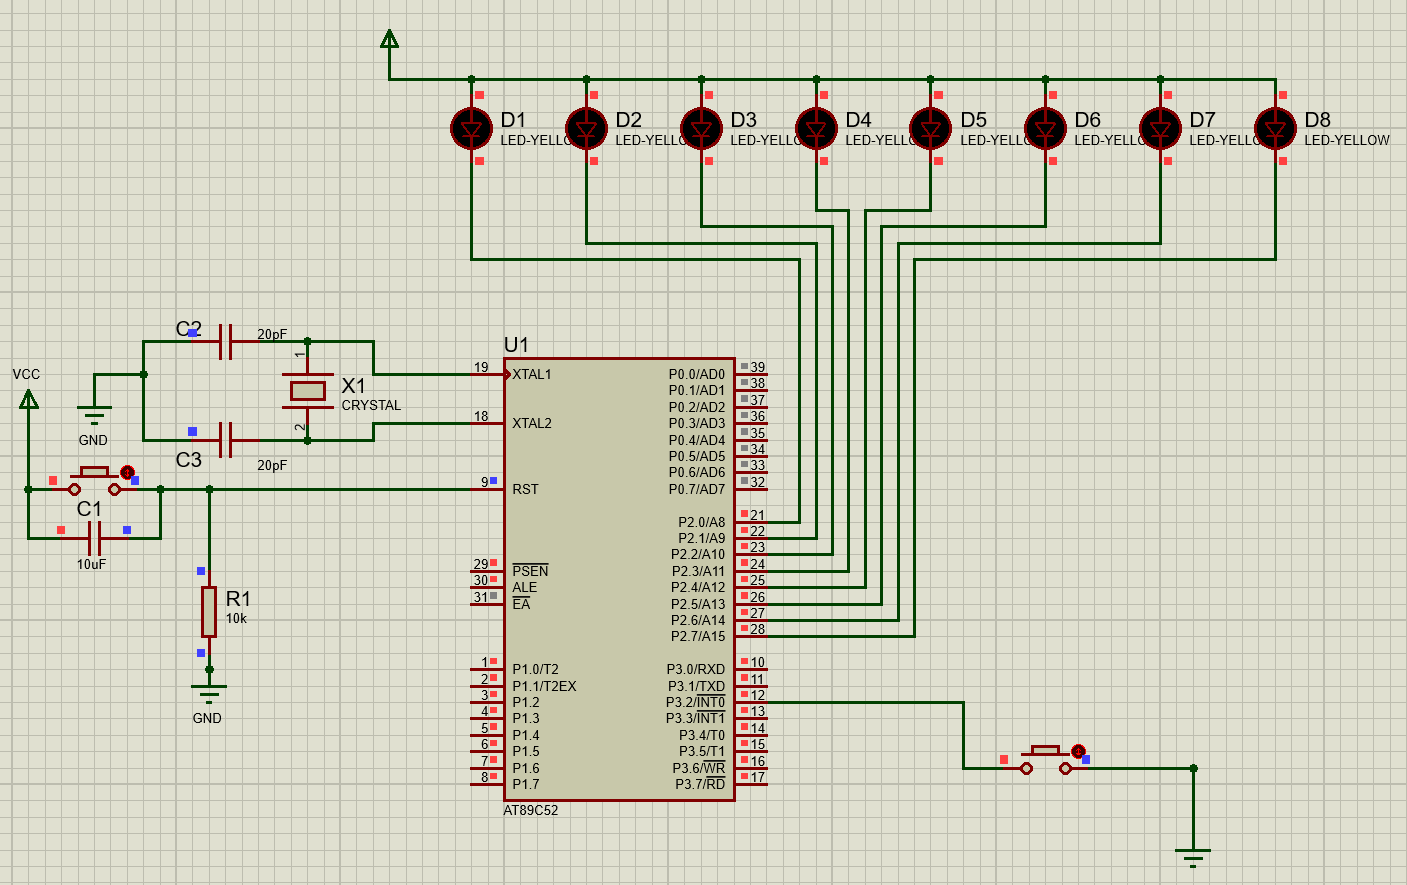 D1
LED-YELLO
D2
LED-YELLO
D3
LED-YELLO
D4
LED-YELLO
D5
LED-YELLO
D6
LED-YELLO
D7
LED-YELLO
D8
LED-YELLOW
C2
20pF
VCC
GND
C3
20pF
1
X1
CRYSTAL
2
C1
10uF
R1
10k
GND
U1
19 XTAL1
18 XTAL2
9 RST
29 PSEN
30 ALE
31 EA
1 P1.0/T2
2 P1.1/T2EX
3 P1.2
4 P1.3
5 P1.4
6 P1.5
7 P1.6
8 P1.7
P0.0/AD0 39
P0.1/AD1 38
P0.2/AD2 37
P0.3/AD3 36
P0.4/AD4 35
P0.5/AD5 34
P0.6/AD6 33
P0.7/AD7 32
P2.0/A8 21
P2.1/A9 22
P2.2/A10 23
P2.3/A11 24
P2.4/A12 25
P2.5/A13 26
P2.6/A14 27
P2.7/A15 28
P3.0/RXD 10
P3.1/TXD 11
P3.2/INT0 12
P3.3/INT1 13
P3.4/T0 14
P3.5/T1 15
P3.6/WR 16
P3.7/RD 17
AT89C52